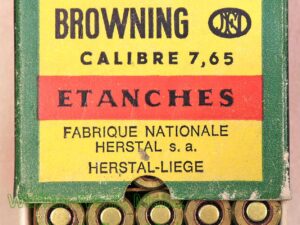 BROWNING
CALIBRE 7,65
ETANCHES
FABRIQUE NATIONALE
HERSTAL s. a.
HERSTAL-LIEGE